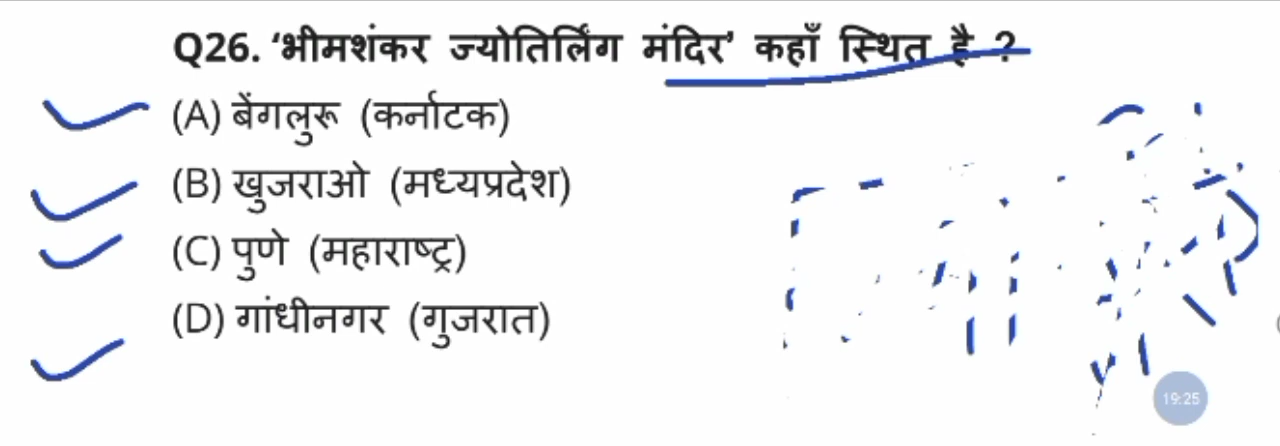 Q26. ‘भीमशंकर ज्योतिर्लिंग मंदिर’ कहाँ स्थित है ?
(A) बेंगलुरू (कर्नाटक)
(B) खुजराओ (मध्यप्रदेश)
(C) पुणे (महाराष्ट्र)
(D) गांधीनगर (गुजरात)
19:25